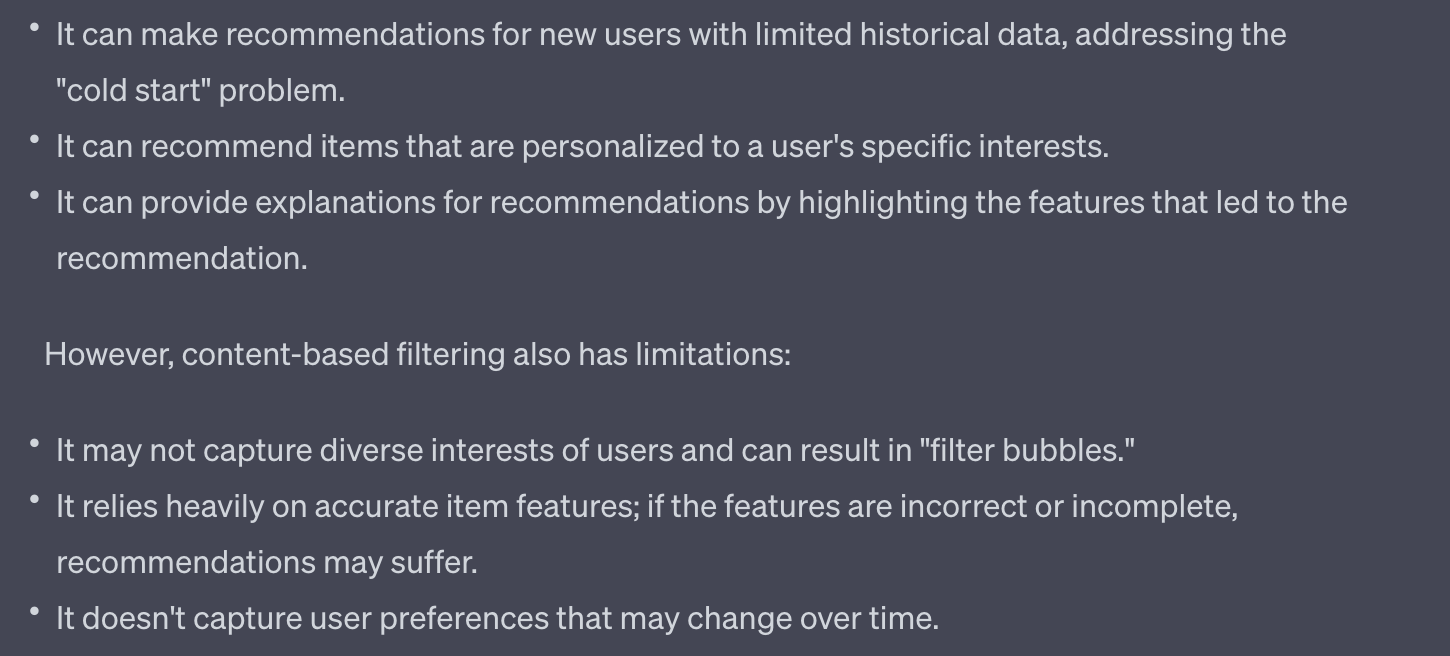 • It can make recommendations for new users with limited historical data, addressing the
"cold start" problem.
• It can recommend items that are personalized to a user's specific interests.
• It can provide explanations for recommendations by highlighting the features that led to the
recommendation.
However, content-based filtering also has limitations:
• It may not capture diverse interests of users and can result in "filter bubbles."
• It relies heavily on accurate item features; if the features are incorrect or incomplete,
recommendations may suffer.
• It doesn't capture user preferences that may change over time.